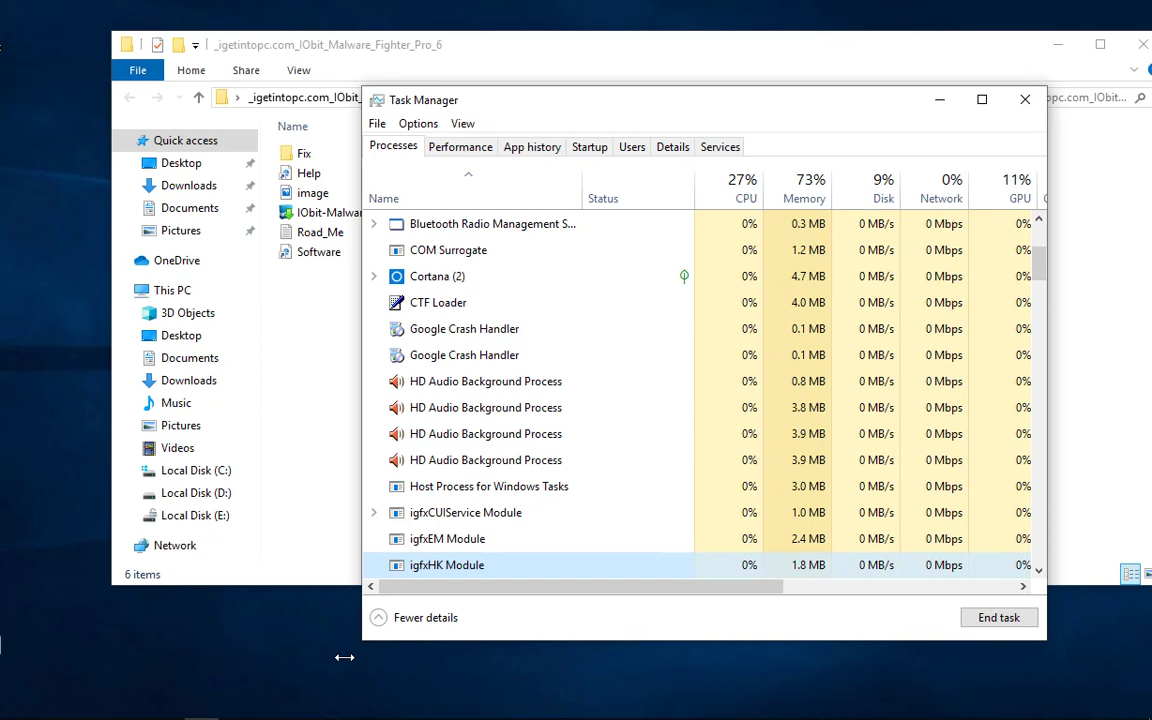 _igetintopc.com_IObit_Malware_Fighter_Pro_6
File Home Share View
_igetintopc.com_IObit_
opc.com_IObit...
Task Manager
File Options View
Processes Performance App history Startup Users Details Services
27% 73% 9% 0% 11%
Name Status CPU Memory Disk Network GPU
Bluetooth Radio Management S... 0% 0.3 MB 0 MB/s 0 Mbps 0%
COM Surrogate 0% 1.2 MB 0 MB/s 0 Mbps 0%
Cortana (2) 0% 4.7 MB 0 MB/s 0 Mbps 0%
CTF Loader 0% 4.0 MB 0 MB/s 0 Mbps 0%
Google Crash Handler 0% 0.1 MB 0 MB/s 0 Mbps 0%
Google Crash Handler 0% 0.1 MB 0 MB/s 0 Mbps 0%
HD Audio Background Process 0% 0.8 MB 0 MB/s 0 Mbps 0%
HD Audio Background Process 0% 3.8 MB 0 MB/s 0 Mbps 0%
HD Audio Background Process 0% 3.9 MB 0 MB/s 0 Mbps 0%
HD Audio Background Process 0% 3.9 MB 0 MB/s 0 Mbps 0%
Host Process for Windows Tasks 0% 3.0 MB 0 MB/s 0 Mbps 0%
igfxCUIService Module 0% 1.0 MB 0 MB/s 0 Mbps 0%
igfxEM Module 0% 2.4 MB 0 MB/s 0 Mbps 0%
igfxHK Module 0% 1.8 MB 0 MB/s 0 Mbps 0%
Fewer details
End task
Quick access
Desktop
Downloads
Documents
Pictures
OneDrive
This PC
3D Objects
Desktop
Documents
Downloads
Music
Pictures
Videos
Local Disk (C:)
Local Disk (D:)
Local Disk (E:)
Network
6 items
Name
Fix
Help
image
IObit-Malwar
Road_Me
Software